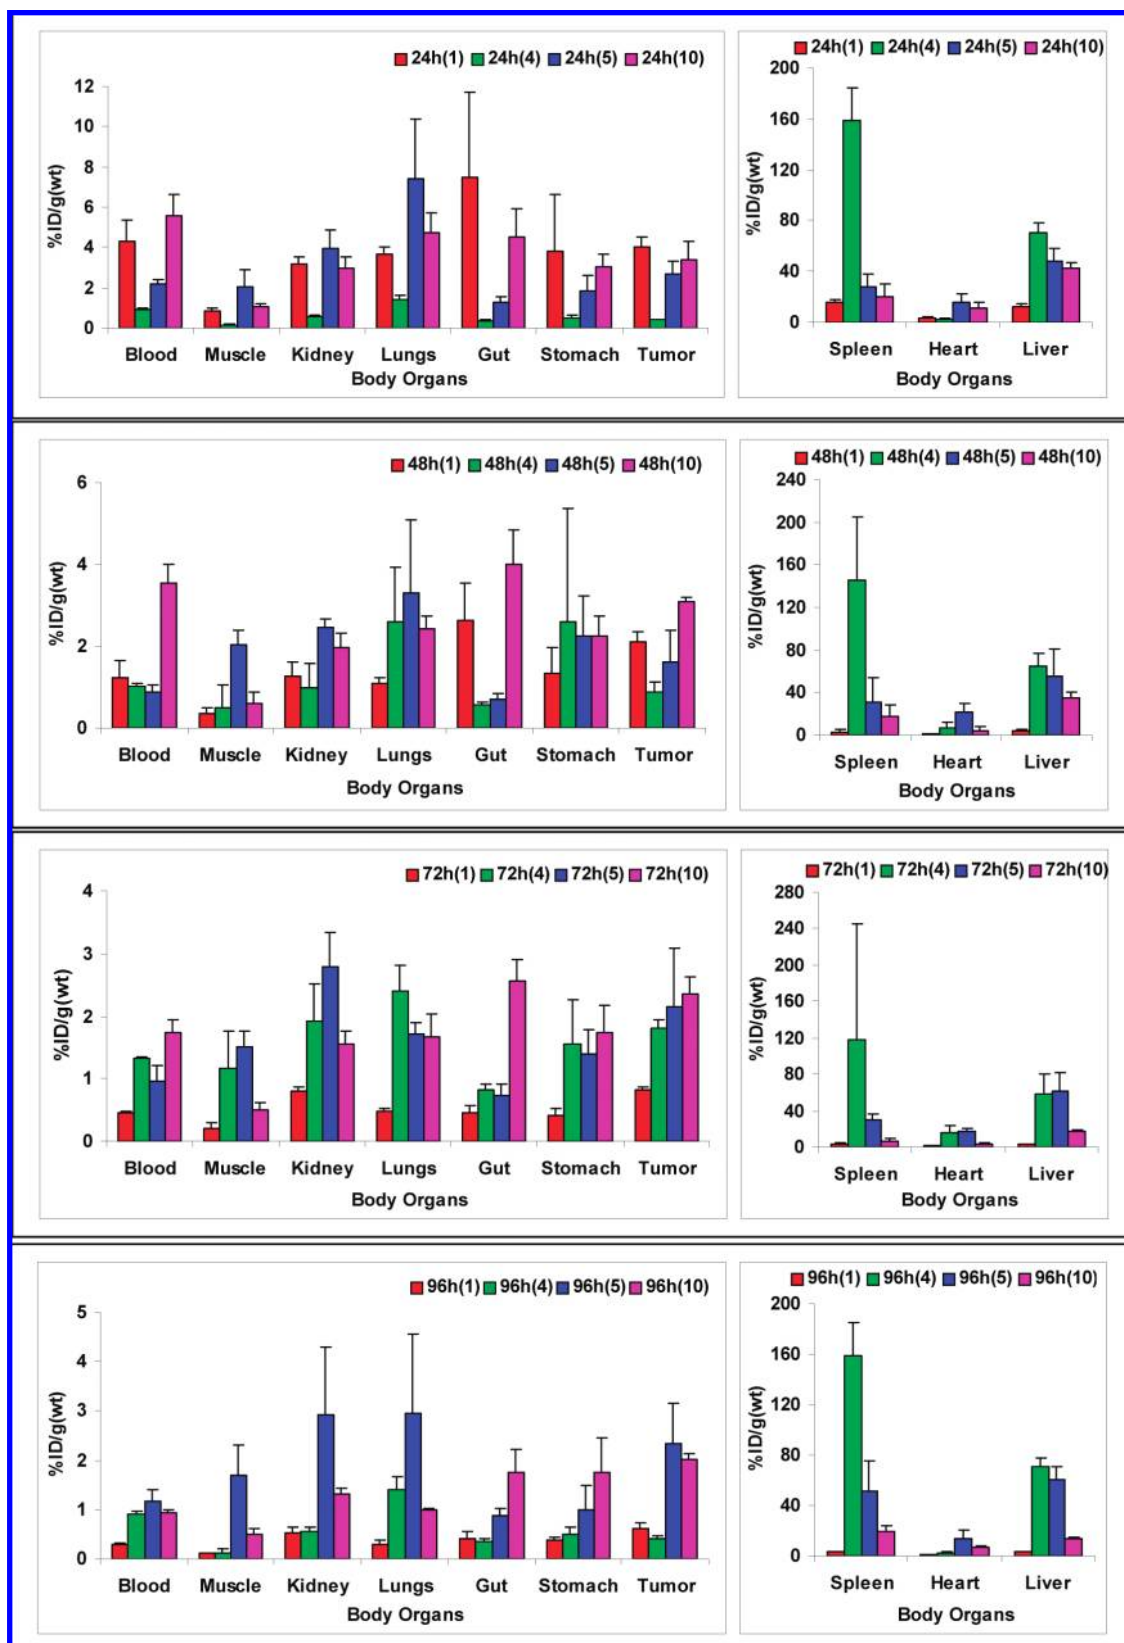 24h(1) 24h(4) 24h(5) 24h(10)
12
10
8
6
4
2
0
%ID/g(wt)
Blood Muscle Kidney Lungs Gut Stomach Tumor
Body Organs
24h(1) 24h(4) 24h(5) 24h(10)
200
160
120
80
40
0
%ID/g(wt)
Spleen Heart Liver
Body Organs
48h(1) 48h(4) 48h(5) 48h(10)
6
4
2
0
%ID/g(wt)
Blood Muscle Kidney Lungs Gut Stomach Tumor
Body Organs
48h(1) 48h(4) 48h(5) 48h(10)
240
200
160
120
80
40
0
%ID/g(wt)
Spleen Heart Liver
Body Organs
72h(1) 72h(4) 72h(5) 72h(10)
4
3
2
1
0
%ID/g(wt)
Blood Muscle Kidney Lungs Gut Stomach Tumor
Body Organs
72h(1) 72h(4) 72h(5) 72h(10)
280
240
200
160
120
80
40
0
%ID/g(wt)
Spleen Heart Liver
Body Organs
96h(1) 96h(4) 96h(5) 96h(10)
5
4
3
2
1
0
%ID/g(wt)
Blood Muscle Kidney Lungs Gut Stomach Tumor
Body Organs
96h(1) 96h(4) 96h(5) 96h(10)
200
160
120
80
40
0
%ID/g(wt)
Spleen Heart Liver
Body Organs